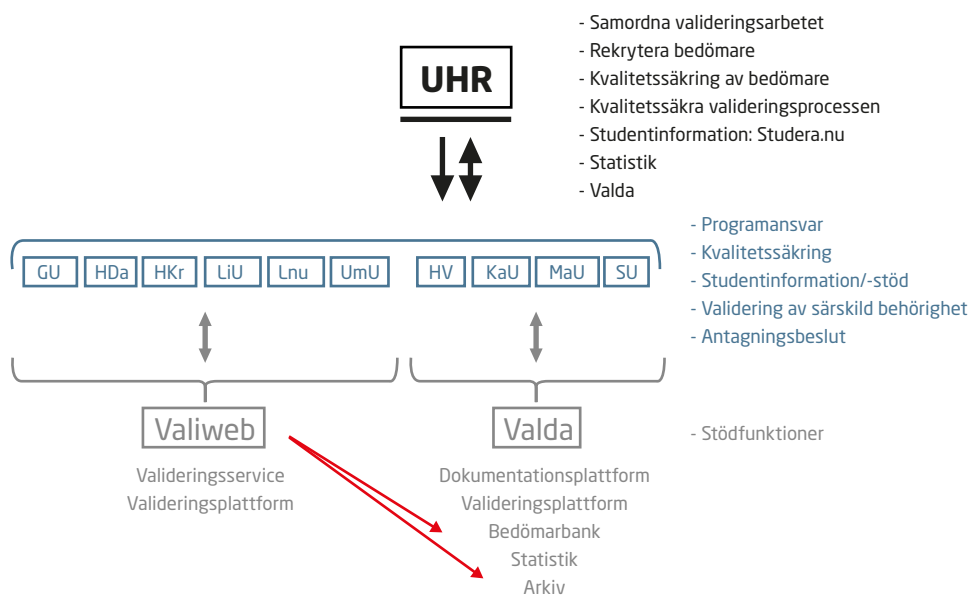 UHR
- Samordna valideringsarbetet
- Rekrytera bedömare
- Kvalitetssäkring av bedömare
- Kvalitetssäkra valideringsprocessen
- Studentinformation: Studera.nu
- Statistik
- Valda
GU HDa HKr LiU Lnu UmU HV KaU MaU SU
- Programansvar
- Kvalitetssäkring
- Studentinformation/-stöd
- Validering av särskild behörighet
- Antagningsbeslut
Valiweb
Valideringsservice
Valideringsplattform
Valda
Dokumentationsplattform
Valideringsplattform
Bedömarbank
Statistik
Arkiv
- Stödfunktioner